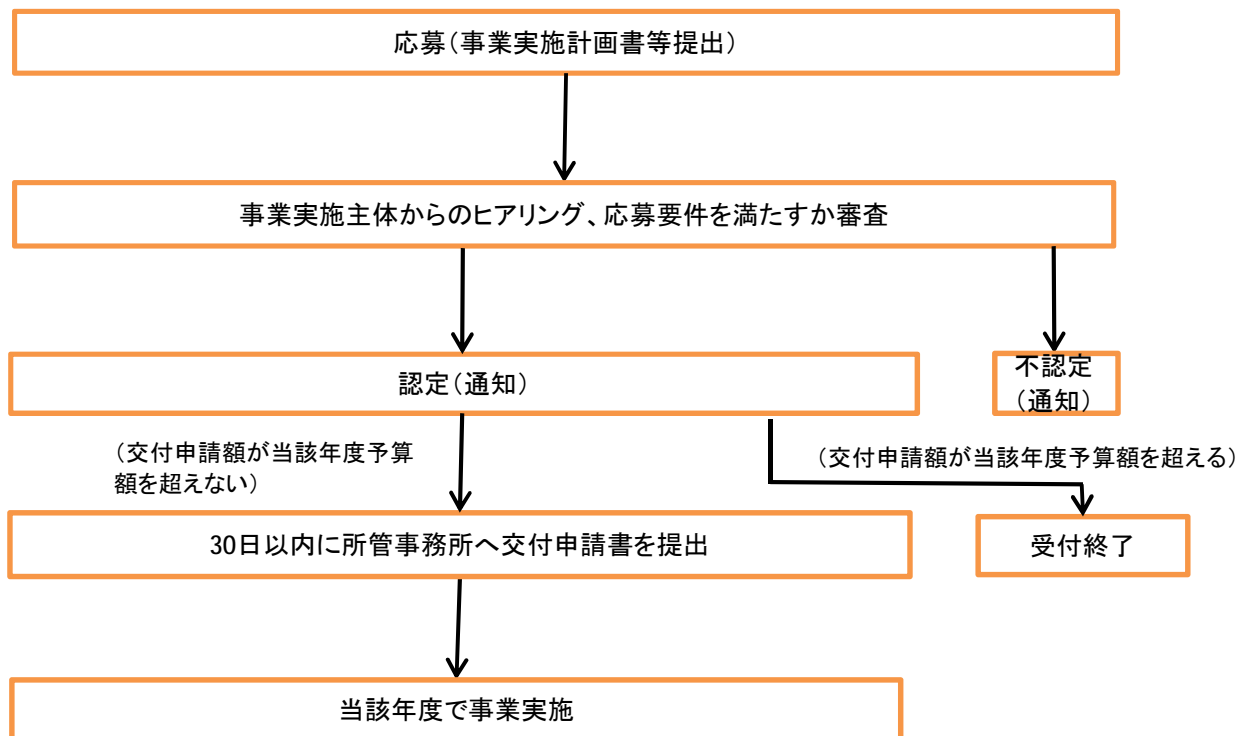 応募（事業実施計画書等提出）
事業実施主体からのヒアリング、応募要件を満たすか審査
認定（通知）
不認定
（通知）
（交付申請額が当該年度予算
額を超えない）
（交付申請額が当該年度予算額を超える）
30日以内に所管事務所へ交付申請書を提出
受付終了
当該年度で事業実施